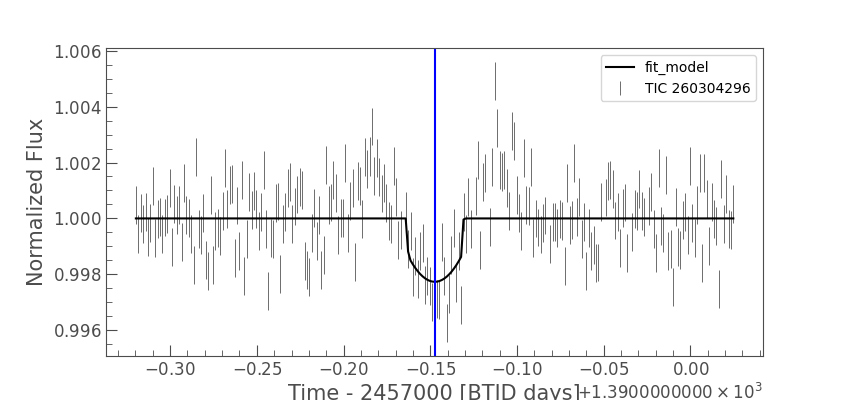 1.006
1.004
1.002
1.000
0.998
0.996
Normalized Flux
fit_model
TIC 260304296
−0.30 −0.25 −0.20 −0.15 −0.10 −0.05 0.00
Time - 2457000 [BTJD days]
+1.3900000000 × 10³